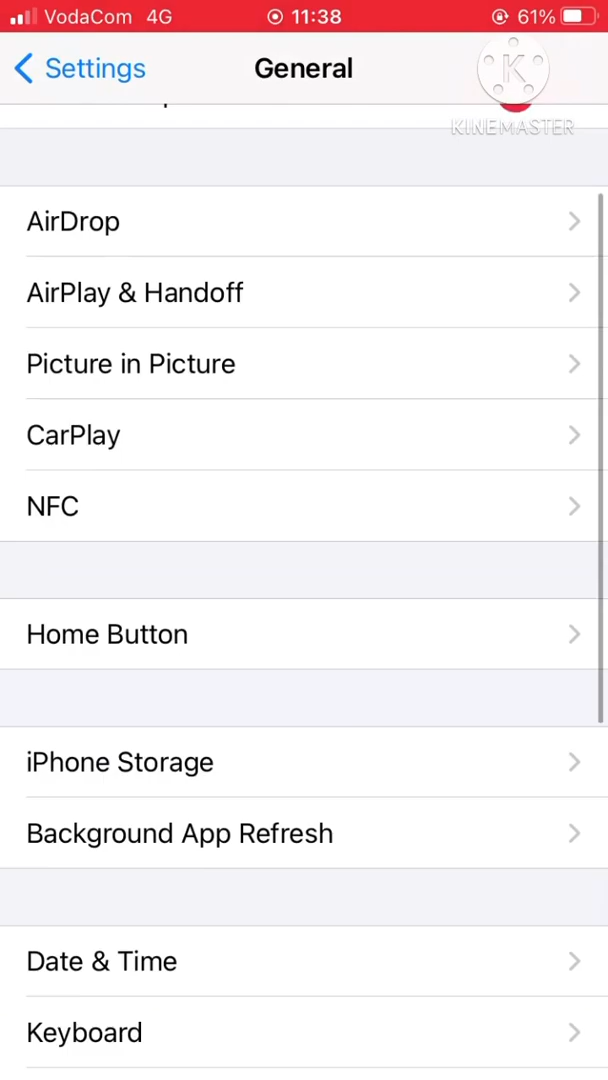 VodaCom 4G 11:38 61%
Settings General
K
KINEMASTER
AirDrop
AirPlay & Handoff
Picture in Picture
CarPlay
NFC
Home Button
iPhone Storage
Background App Refresh
Date & Time
Keyboard